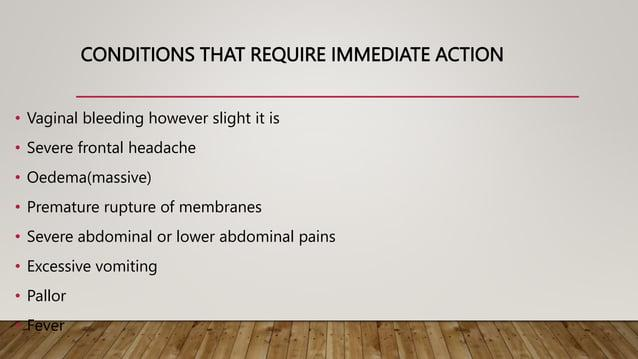 CONDITIONS THAT REQUIRE IMMEDIATE ACTION
• Vaginal bleeding however slight it is
• Severe frontal headache
• Oedema(massive)
• Premature rupture of membranes
• Severe abdominal or lower abdominal pains
• Excessive vomiting
• Pallor
• Fever